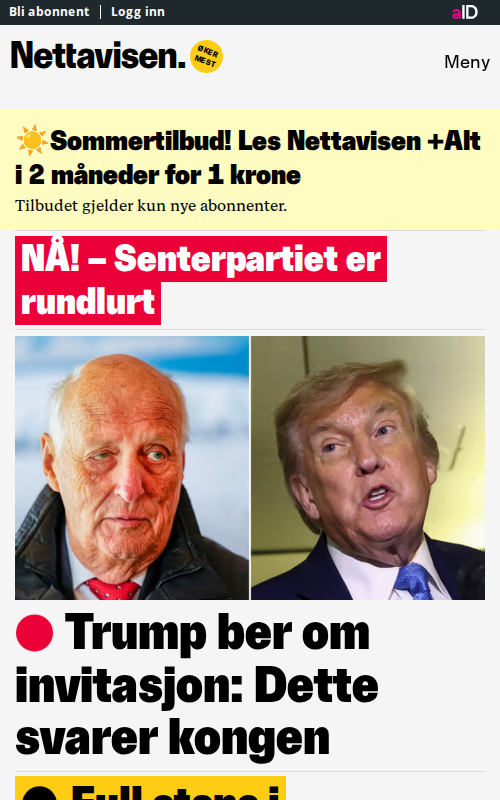 Bli abonnent | Logg inn
aID
Nettavisen.
ØKER
MEST
Meny
Sommertilbud! Les Nettavisen +Alt
i 2 måneder for 1 krone
Tilbudet gjelder kun nye abonnenter.
NÅ! – Senterpartiet er
rundlurt
Trump ber om
invitasjon: Dette
svarer kongen